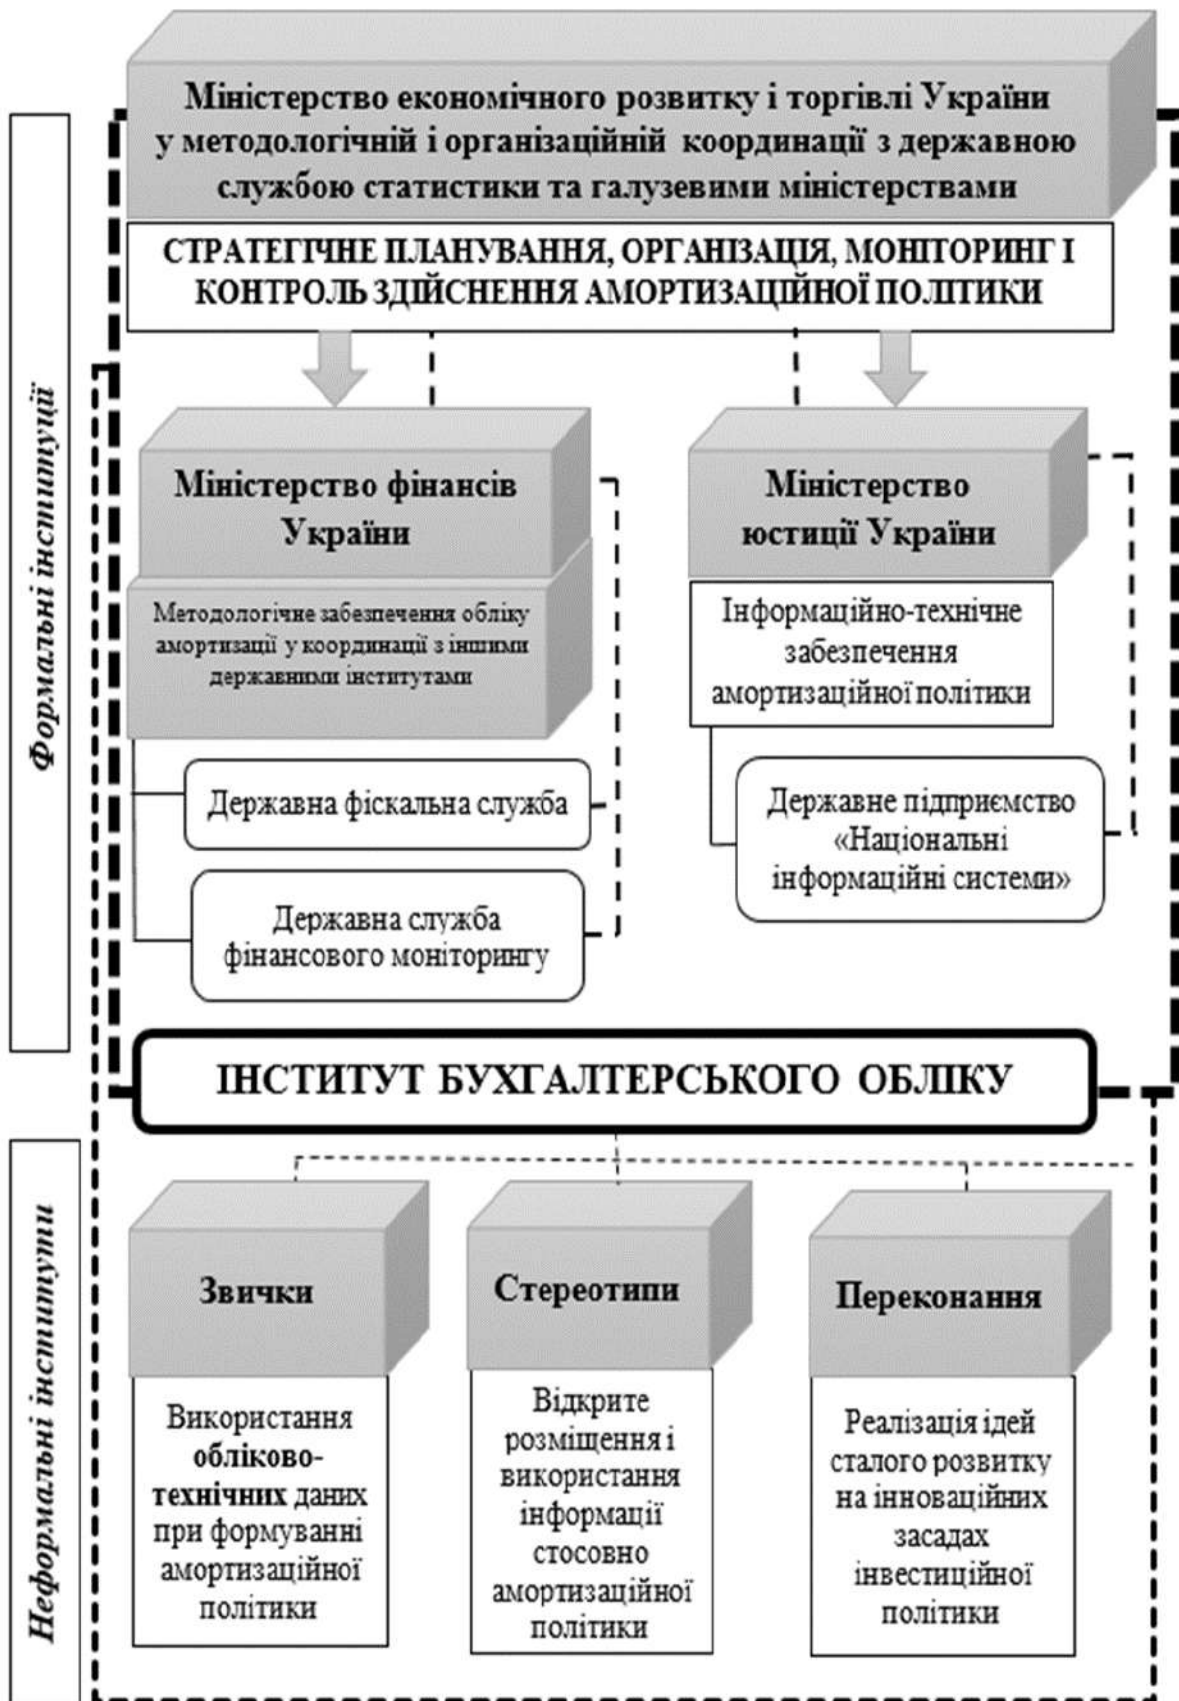 Міністерство економічного розвитку і торгівлі України
у методологічній і організаційній координації з державною
службою статистики та галузевими міністерствами
СТРАТЕГІЧНЕ ПЛАНУВАННЯ, ОРГАНІЗАЦІЯ, МОНІТОРИНГ І
КОНТРОЛЬ ЗДІЙСНЕННЯ АМОРТИЗАЦІЙНОЇ ПОЛІТИКИ
Формальні інституції
Міністерство фінансів
України
Методологічне забезпечення обліку
амортизації у координації з іншими
державними інститутами
Державна фіскальна служба
Державна служба
фінансового моніторингу
Міністерство
юстиції України
Інформаційно-технічне
забезпечення
амортизаційної політики
Державне підприємство
«Національні
інформаційні системи»
ІНСТИТУТ БУХГАЛТЕРСЬКОГО ОБЛІКУ
Неформальні інститути
Звички
Використання
обліково-
технічних даних
при формуванні
амортизаційної
політики
Стереотипи
Відкрите
розміщення і
використання
інформації
стосовно
амортизаційної
політики
Переконання
Реалізація ідей
сталого розвитку
на інноваційних
засадах
інвестиційної
політики